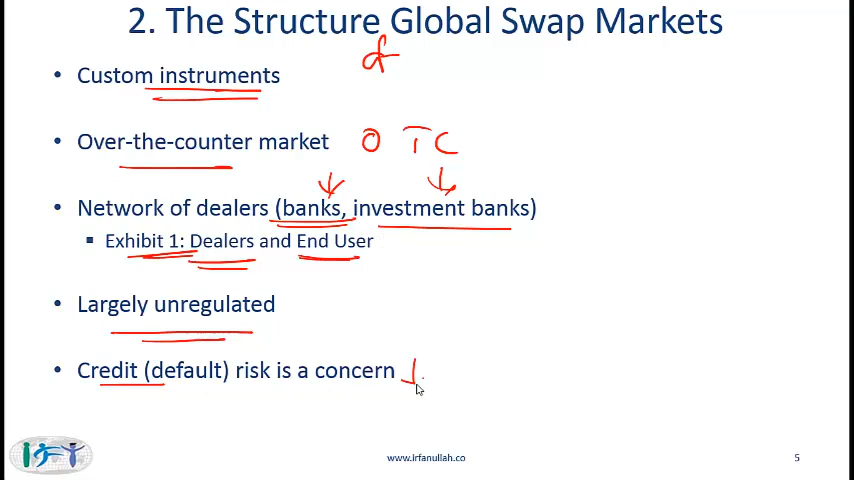 2. The Structure Global Swap Markets
of
• Custom instruments
• Over-the-counter market OTC
• Network of dealers (banks, investment banks)
▪ Exhibit 1: Dealers and End User
• Largely unregulated
• Credit (default) risk is a concern
www.irfanullah.co 5